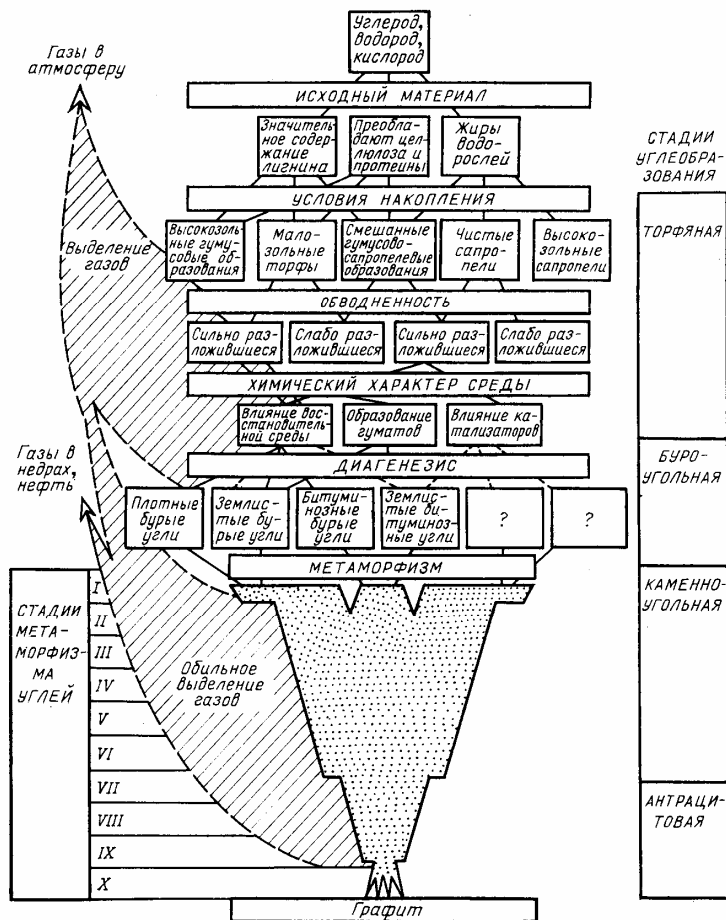 Углерод,
водород,
кислород
Газы в
атмосферу
ИСХОДНЫЙ МАТЕРИАЛ
Значитель-
ное содер-
жание
лигнина
Преобла-
дают цел-
люлоза и
протеины
Жиры
водо-
рослей
СТАДИИ
УГЛЕОБРА-
ЗОВАНИЯ
УСЛОВИЯ НАКОПЛЕНИЯ
Высокозоль-
ные гуму-
совые об-
разования
Мало-
зольные
торфы
Смешанные
гумусово-
сапропелевые
образования
Чистые
сапро-
пели
Высоко-
зольные
сапропели
ТОРФЯНАЯ
Выделение
газов
ОБВОДНЕННОСТЬ
Сильно раз-
ложившиеся
Слабо раз-
ложившиеся
Сильно раз-
ложившиеся
Слабо раз-
ложившиеся
ХИМИЧЕСКИЙ ХАРАКТЕР СРЕДЫ
Влияние вос-
становитель-
ной среды
Образование
гуматов
Влияние ка-
тализаторов
Газы в
недрах,
нефть
ДИАГЕНЕЗИС
БУРО-
УГОЛЬНАЯ
Плотные
бурые
угли
Землис-
тые бу-
рые угли
Битуми-
нозные
бурые
угли
Землис-
тые би-
туминоз-
ные угли
?
?
МЕТАМОРФИЗМ
КАМЕННО-
УГОЛЬНАЯ
СТАДИИ
МЕТА-
МОРФИЗ-
МА
УГЛЕЙ
I
II
III
IV
V
VI
VII
VIII
IX
X
Обильное
выделение
газов
АНТРАЦИ-
ТОВАЯ
Графит